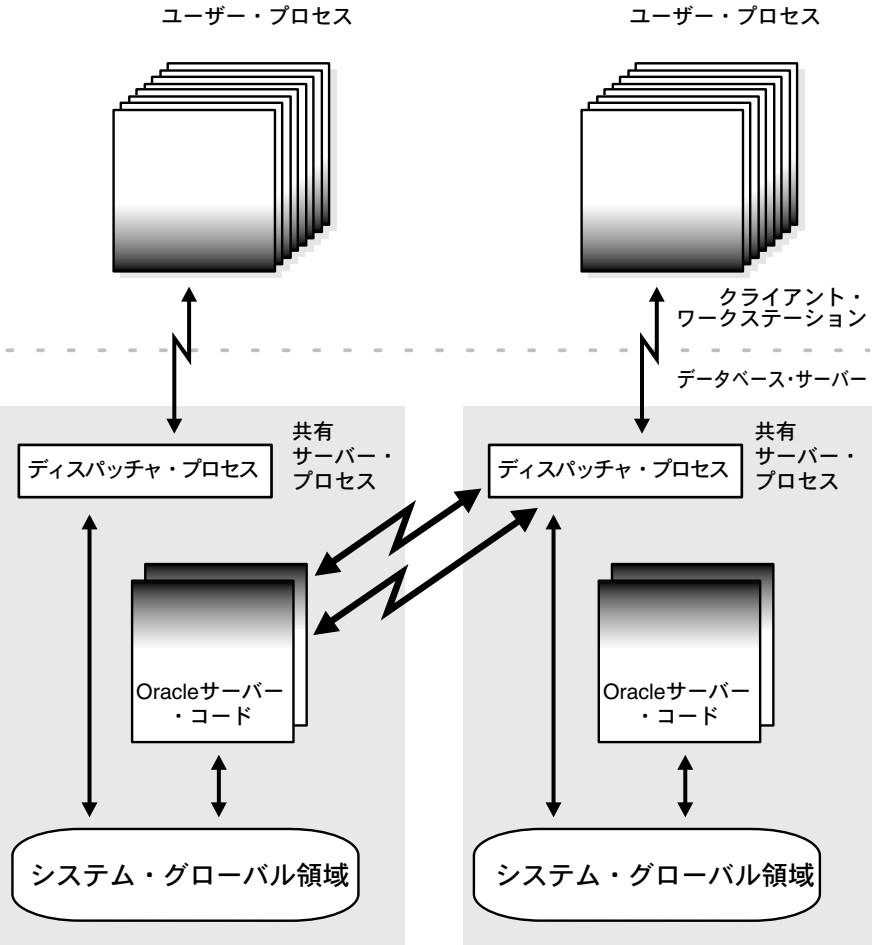 ユーザー・プロセス
ユーザー・プロセス
クライアント・
ワークステーション
データベース・サーバー
ディスパッチャ・プロセス
共有
サーバー・
プロセス
ディスパッチャ・プロセス
共有
サーバー・
プロセス
Oracleサーバー
・コード
Oracleサーバー
・コード
システム・グローバル領域
システム・グローバル領域